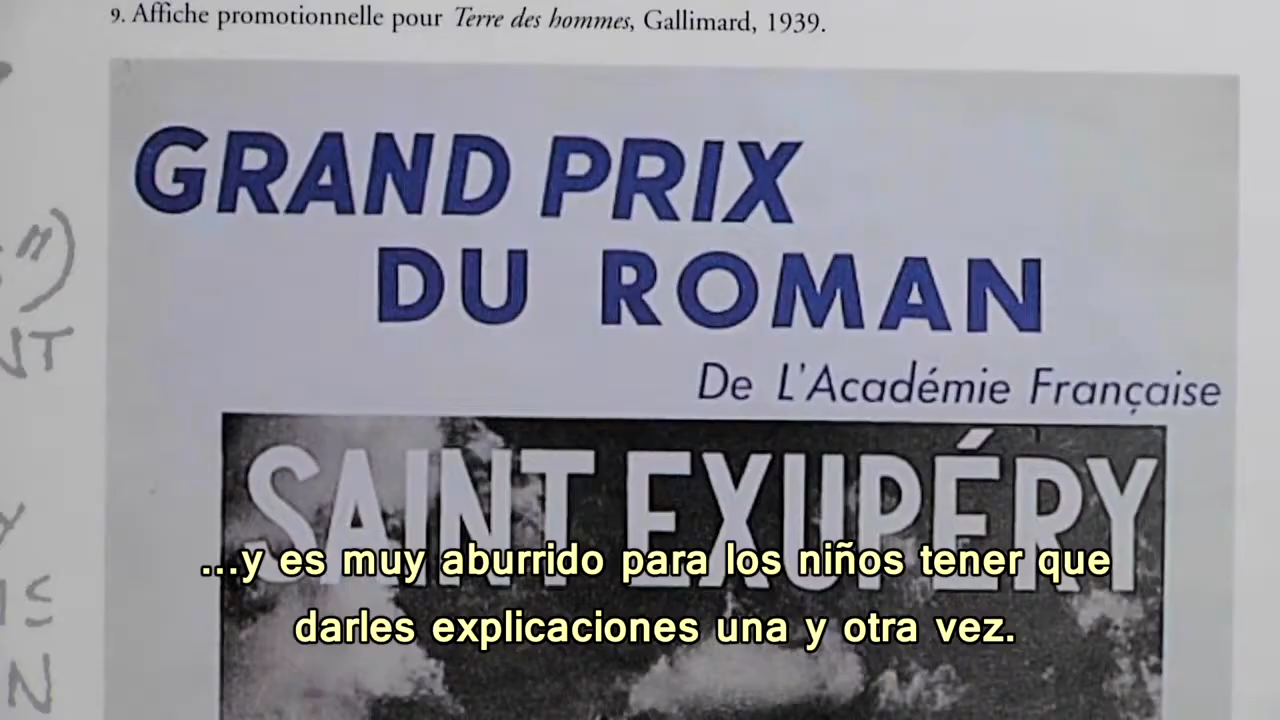 9. Affiche promotionnelle pour Terre des hommes, Gallimard, 1939.
GRAND PRIX
DU ROMAN
De L'Académie Française
SAINT EXUPÉRY
...y es muy aburrido para los niños tener que
darles explicaciones una y otra vez.